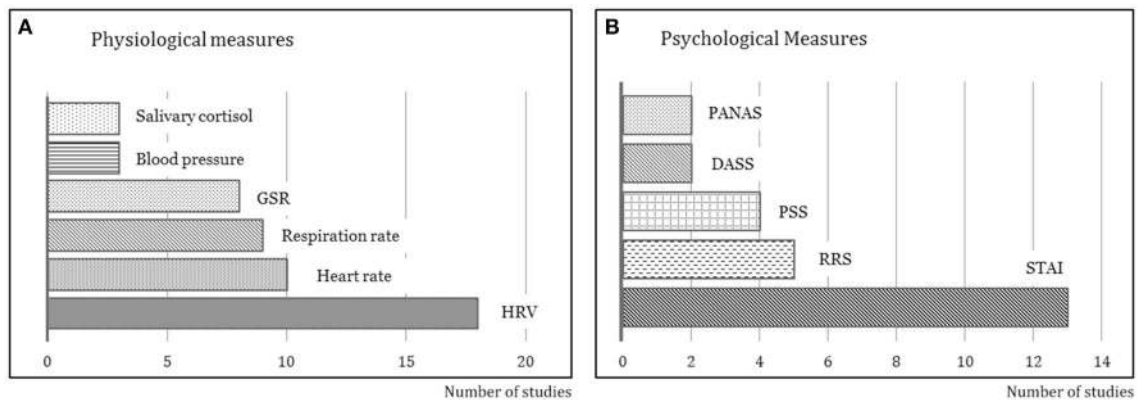 A
Physiological measures
Salivary cortisol
Blood pressure
GSR
Respiration rate
Heart rate
HRV
0 5 10 15 20
Number of studies
B
Psychological Measures
PANAS
DASS
PSS
RRS
STAI
0 2 4 6 8 10 12 14
Number of studies